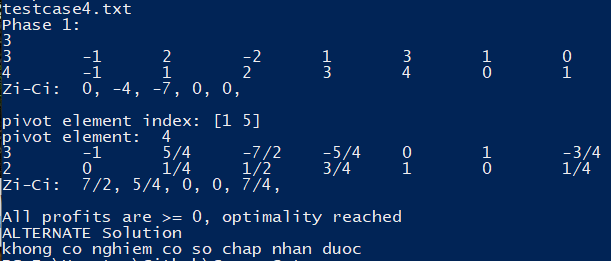 testcase4.txt
Phase 1:
3
3 -1 2 -2 1 3 1 0
4 -1 1 2 3 4 0 1
Zi-Ci: 0, -4, -7, 0, 0,
pivot element index: [1 5]
pivot element: 4
3 -1 5/4 -7/2 -5/4 0 1 -3/4
2 0 1/4 1/2 3/4 1 0 1/4
Zi-Ci: 7/2, 5/4, 0, 0, 7/4,
All profits are >= 0, optimality reached
ALTERNATE Solution
khong co nghiem co so chap nhan duoc